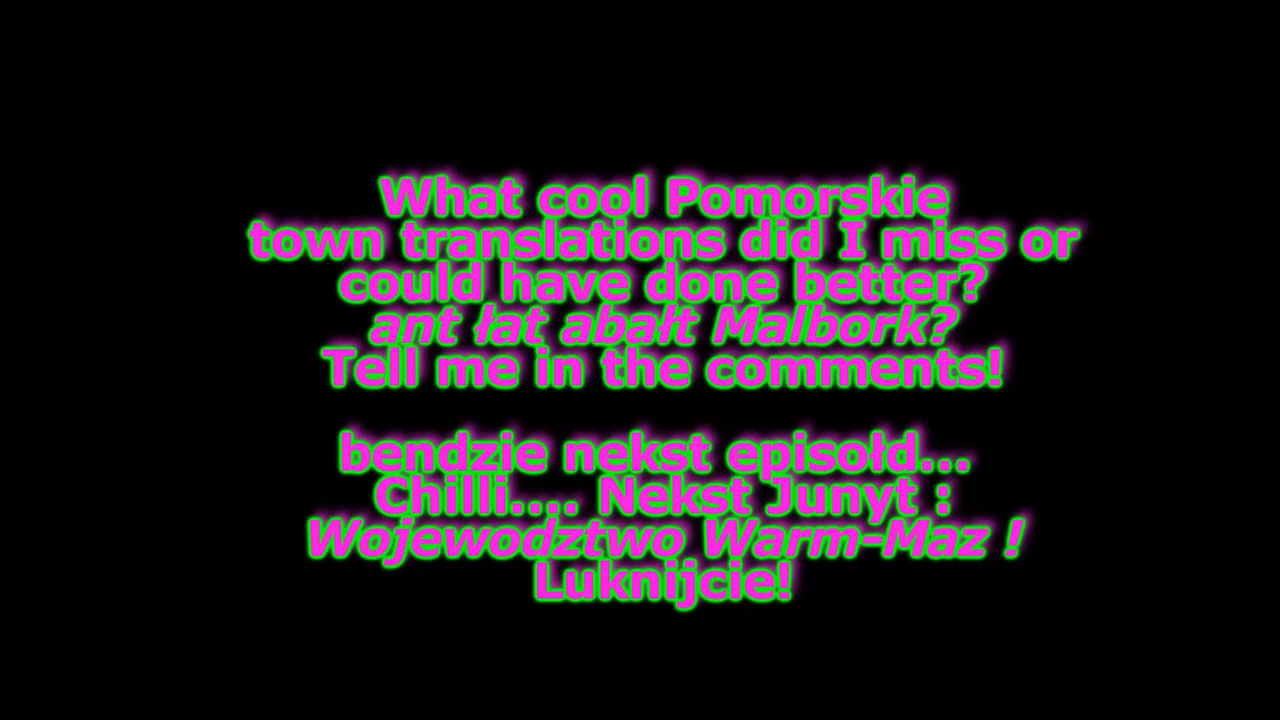 What cool Pomorskie
town translations did I miss or
could have done better?
ant łat abałt Malbork?
Tell me in the comments!
bendzie nekst episołd...
Chilli.... Nekst Junyt :
Wojewodztwo Warm-Maz !
Luknijcie!